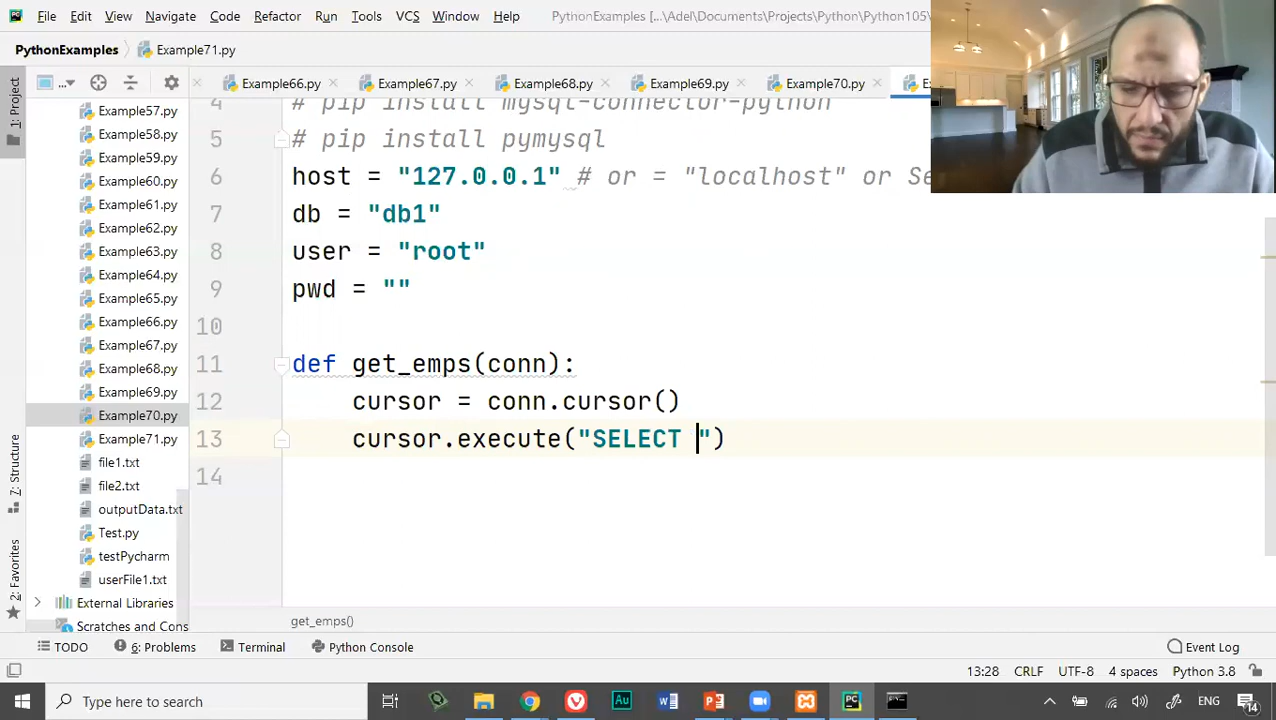 File Edit View Navigate Code Refactor Run Tools VCS Window Help PythonExamples [...\Adel\Documents\Projects\Python\Python105\
PythonExamples Example71.py
Example66.py Example67.py Example68.py Example69.py Example70.py
1: Project
7: Structure
2: Favorites
Example57.py
Example58.py
Example59.py
Example60.py
Example61.py
Example62.py
Example63.py
Example64.py
Example65.py
Example66.py
Example67.py
Example68.py
Example69.py
Example70.py
Example71.py
file1.txt
file2.txt
outputData.txt
Test.py
testPycharm
userFile1.txt
External Libraries
Scratches and Cons
4 # pip install mysql-connector-python
5 # pip install pymysql
6 host = "127.0.0.1" # or = "localhost" or Se
7 db = "db1"
8 user = "root"
9 pwd = ""
10
11 def get_emps(conn):
12 cursor = conn.cursor()
13 cursor.execute("SELECT ")
14
get_emps()
TODO 6: Problems Terminal Python Console Event Log
13:28 CRLF UTF-8 4 spaces Python 3.8
Type here to search ENG 14